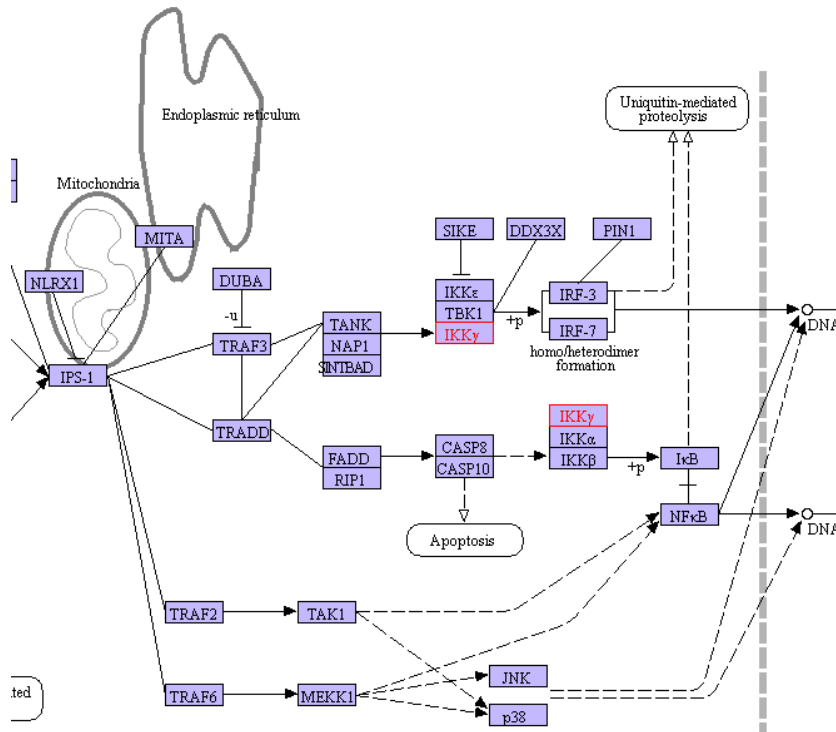 Uniquitin-mediated
proteolysis
Endoplasmic reticulum
Mitochondria
MITA
SIKE
DDX3X
PIN1
NLRX1
DUBA
IKKε
TBK1
IKKγ
+p
IRF-3
IRF-7
homo/heterodimer
formation
DNA
-u
TRAF3
TANK
NAP1
SINTBAD
IPS-1
TRADD
FADD
RIP1
CASP8
CASP10
IKKγ
IKKα
IKKβ
+p
IκB
NFκB
DNA
Apoptosis
TRAF2
TAK1
TRAF6
MEKK1
JNK
p38
ted